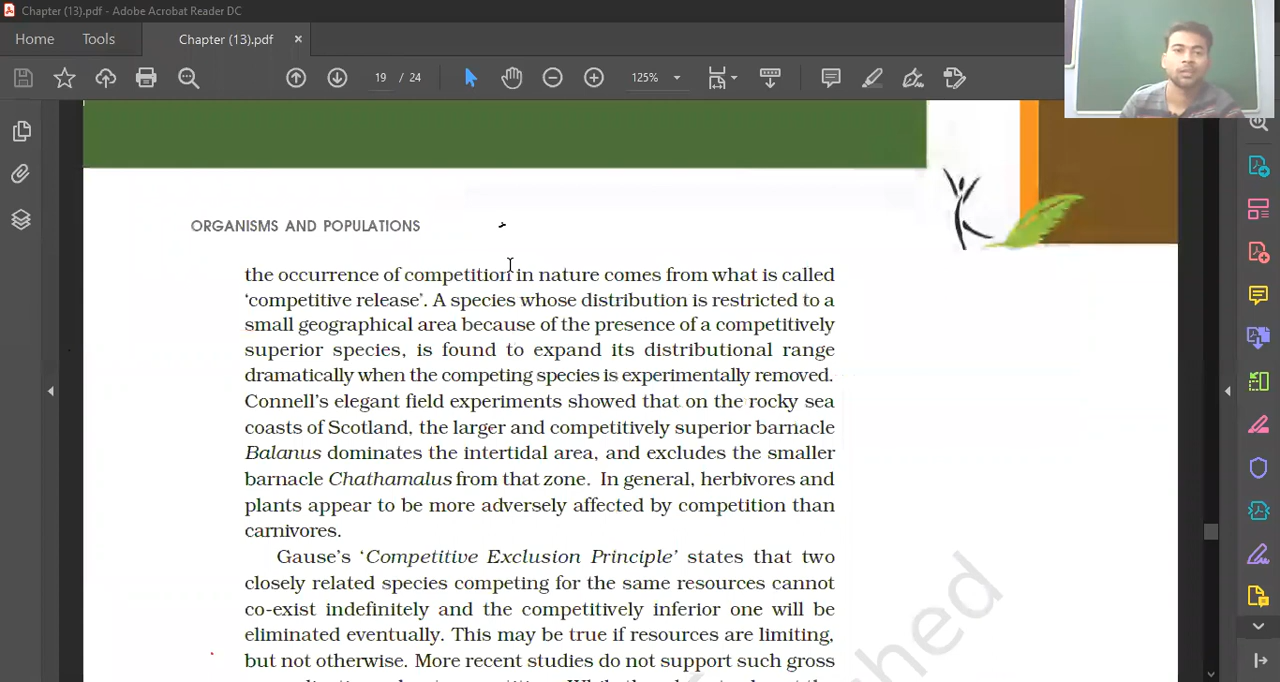 Chapter (13).pdf - Adobe Acrobat Reader DC
Home Tools Chapter (13).pdf ×
19 / 24 125%
ORGANISMS AND POPULATIONS
the occurrence of competition in nature comes from what is called
‘competitive release’. A species whose distribution is restricted to a
small geographical area because of the presence of a competitively
superior species, is found to expand its distributional range
dramatically when the competing species is experimentally removed.
Connell’s elegant field experiments showed that on the rocky sea
coasts of Scotland, the larger and competitively superior barnacle
Balanus dominates the intertidal area, and excludes the smaller
barnacle Chathamalus from that zone. In general, herbivores and
plants appear to be more adversely affected by competition than
carnivores.
Gause’s ‘Competitive Exclusion Principle’ states that two
closely related species competing for the same resources cannot
co-exist indefinitely and the competitively inferior one will be
eliminated eventually. This may be true if resources are limiting,
but not otherwise. More recent studies do not support such gross